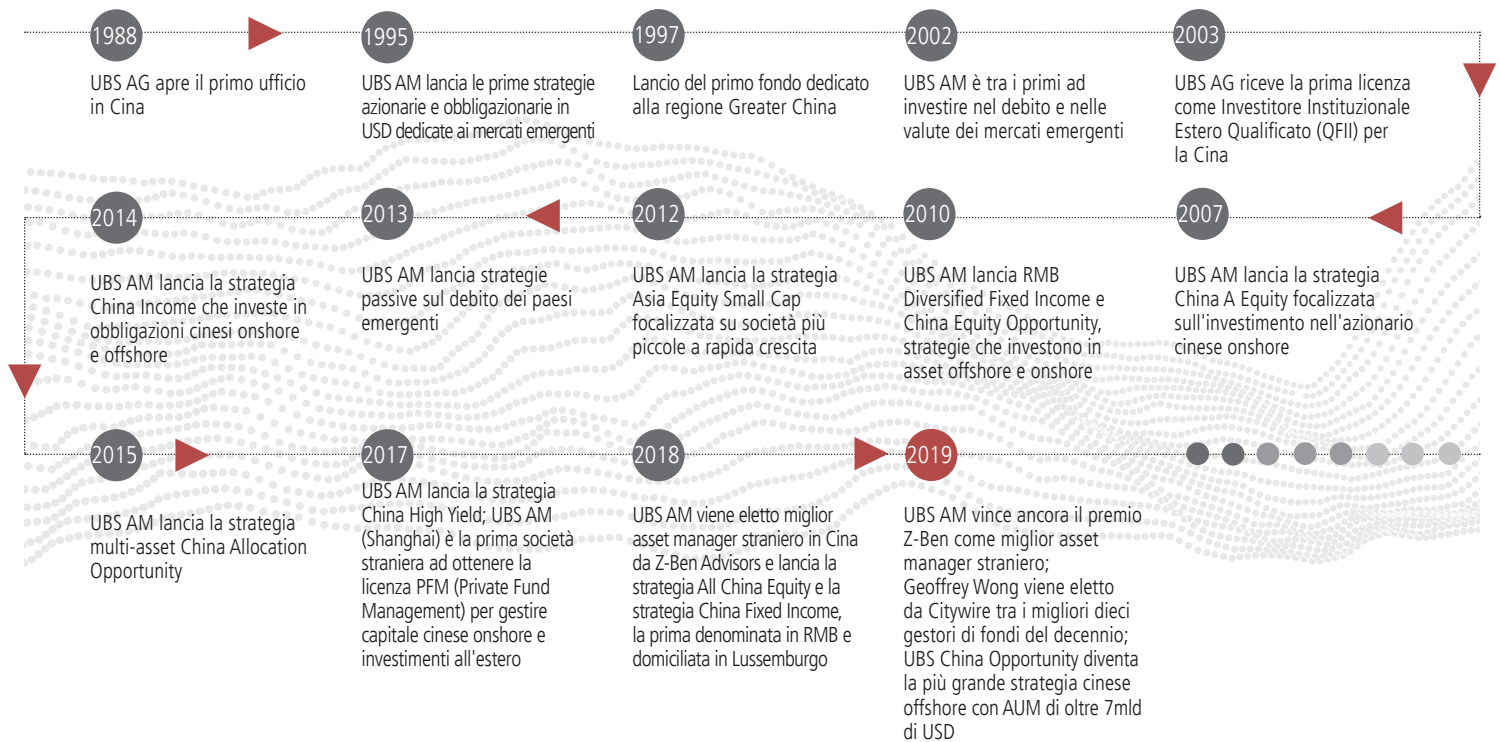 1988
UBS AG apre il primo ufficio
in Cina
1995
UBS AM lancia le prime strategie
azionarie e obbligazionarie in
USD dedicate ai mercati emergenti
1997
Lancio del primo fondo dedicato
alla regione Greater China
2002
UBS AM è tra i primi ad
investire nel debito e nelle
valute dei mercati emergenti
2003
UBS AG riceve la prima licenza
come Investitore Instituzionale
Estero Qualificato (QFII) per
la Cina
2007
UBS AM lancia la strategia
China A Equity focalizzata
sull'investimento nell'azionario
cinese onshore
2010
UBS AM lancia RMB
Diversified Fixed Income e
China Equity Opportunity,
strategie che investono in
asset offshore e onshore
2012
UBS AM lancia la strategia
Asia Equity Small Cap
focalizzata su società più
piccole a rapida crescita
2013
UBS AM lancia strategie
passive sul debito dei paesi
emergenti
2014
UBS AM lancia la strategia
China Income che investe in
obbligazioni cinesi onshore
e offshore
2015
UBS AM lancia la strategia
multi-asset China Allocation
Opportunity
2017
UBS AM lancia la strategia
China High Yield; UBS AM
(Shanghai) è la prima società
straniera ad ottenere la
licenza PFM (Private Fund
Management) per gestire
capitale cinese onshore e
investimenti all'estero
2018
UBS AM viene eletto miglior
asset manager straniero in Cina
da Z-Ben Advisors e lancia la
strategia All China Equity e la
strategia China Fixed Income,
la prima denominata in RMB e
domiciliata in Lussemburgo
2019
UBS AM vince ancora il premio
Z-Ben come miglior asset
manager straniero;
Geoffrey Wong viene eletto
da Citywire tra i migliori dieci
gestori di fondi del decennio;
UBS China Opportunity diventa
la più grande strategia cinese
offshore con AUM di oltre 7mld
di USD